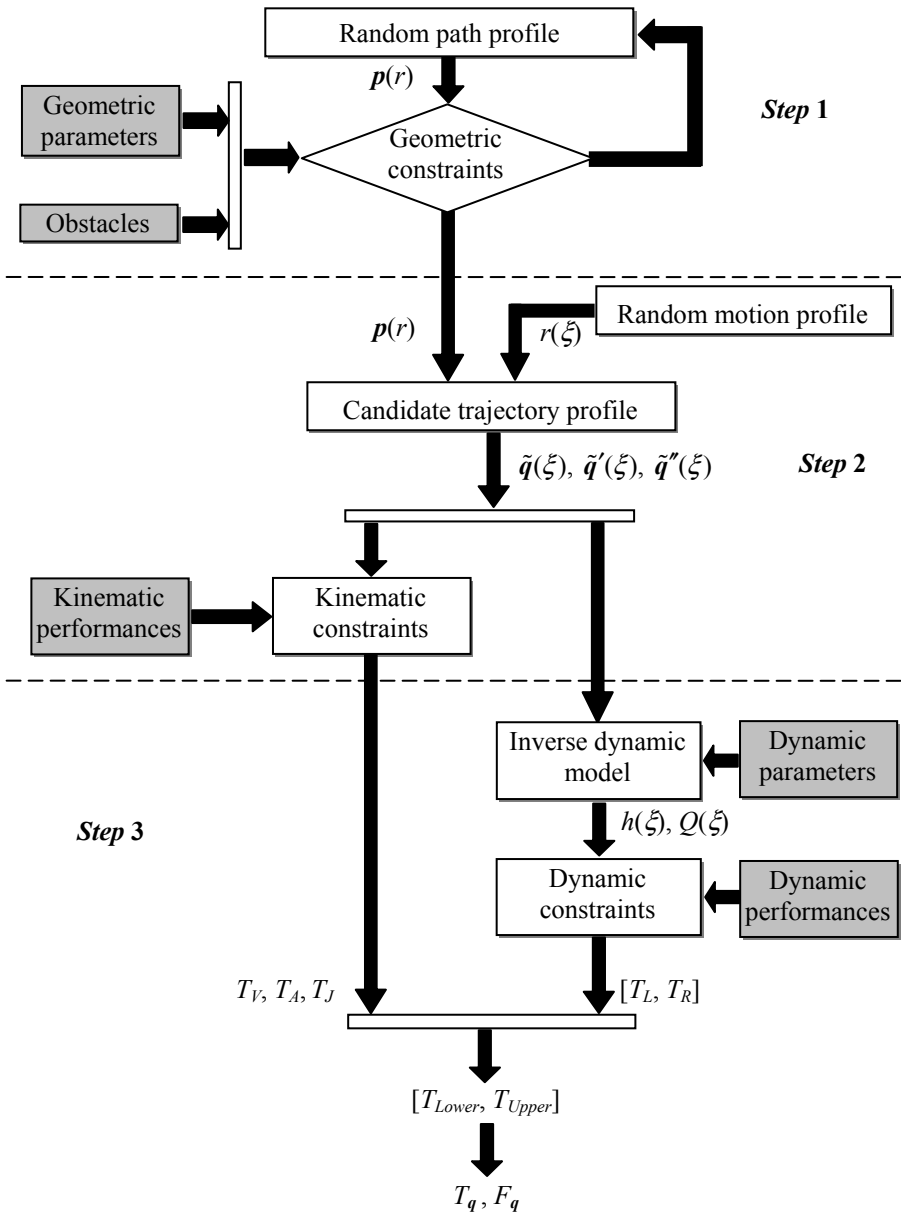 Random path profile
p(r)
Geometric
parameters
Step 1
Geometric
constraints
Obstacles
Random motion profile
p(r)
r(ξ)
Candidate trajectory profile
q̃(ξ), q̃′(ξ), q̃″(ξ)
Step 2
Kinematic
performances
Kinematic
constraints
Inverse dynamic
model
Dynamic
parameters
h(ξ), Q(ξ)
Step 3
Dynamic
constraints
Dynamic
performances
T_V, T_A, T_J
[T_L, T_R]
[T_Lower, T_Upper]
T_q , F_q